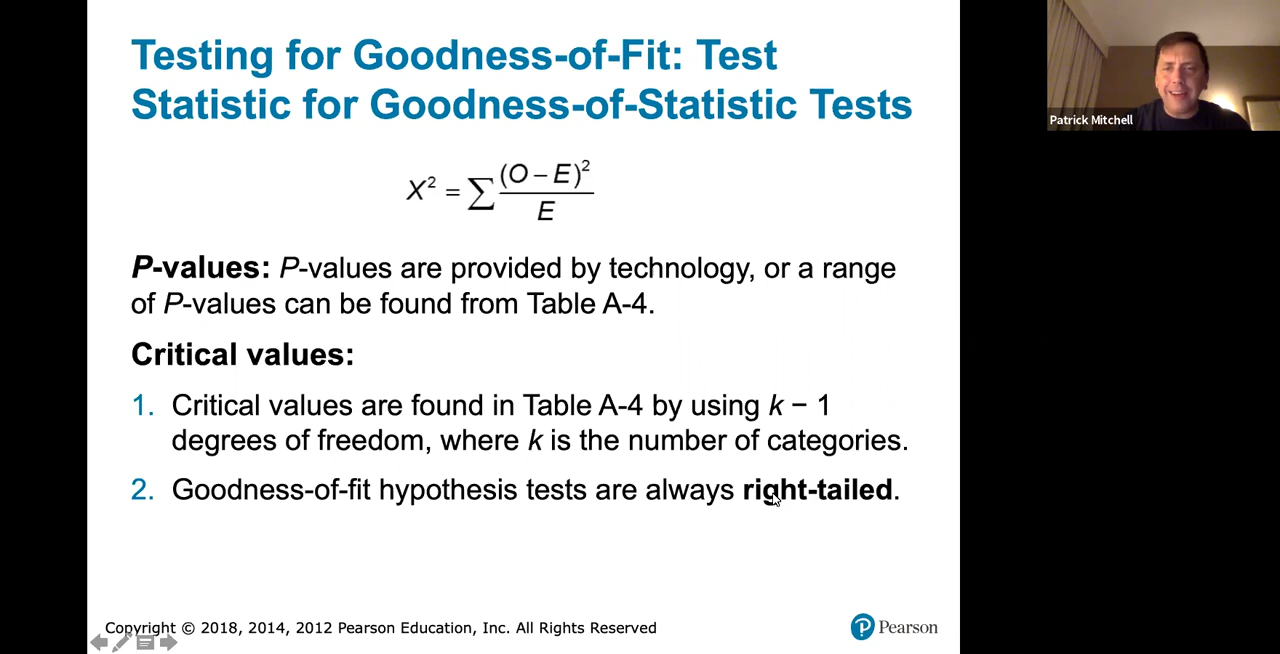 Testing for Goodness-of-Fit: Test
Statistic for Goodness-of-Statistic Tests
X² = ∑ (O – E)² / E
P-values: P-values are provided by technology, or a range
of P-values can be found from Table A-4.
Critical values:
1. Critical values are found in Table A-4 by using k − 1
degrees of freedom, where k is the number of categories.
2. Goodness-of-fit hypothesis tests are always right-tailed.
Copyright © 2018, 2014, 2012 Pearson Education, Inc. All Rights Reserved
Pearson
Patrick Mitchell